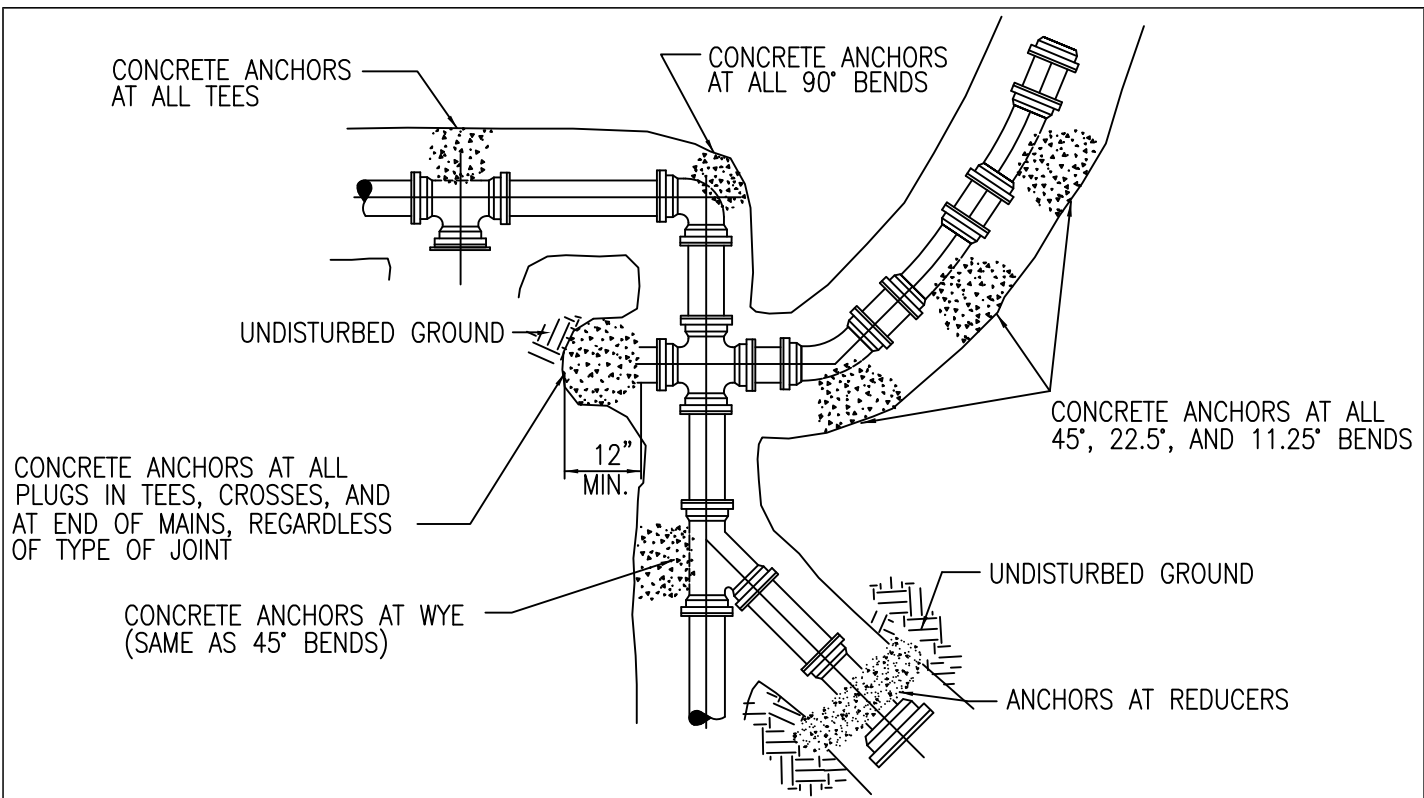 CONCRETE ANCHORS
AT ALL TEES
CONCRETE ANCHORS
AT ALL 90° BENDS
UNDISTURBED GROUND
CONCRETE ANCHORS AT ALL
45°, 22.5°, AND 11.25° BENDS
12"
MIN.
CONCRETE ANCHORS AT ALL
PLUGS IN TEES, CROSSES, AND
AT END OF MAINS, REGARDLESS
OF TYPE OF JOINT
CONCRETE ANCHORS AT WYE
(SAME AS 45° BENDS)
UNDISTURBED GROUND
ANCHORS AT REDUCERS